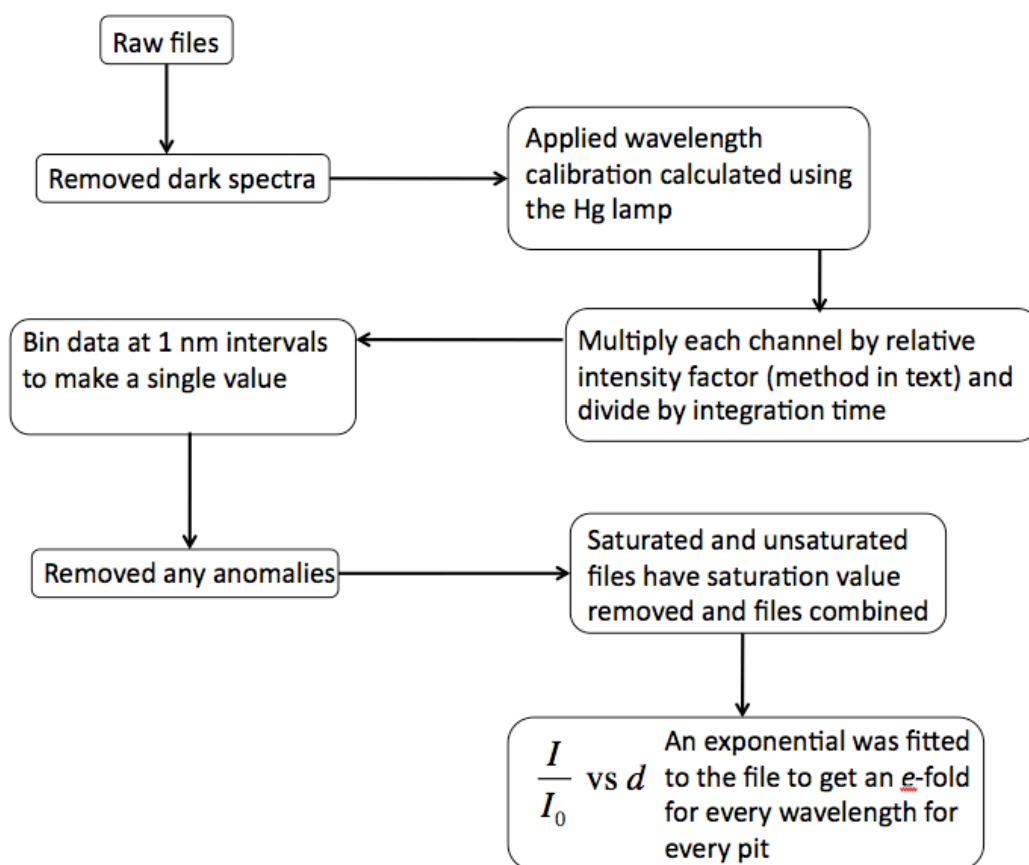 Raw files
Removed dark spectra
Applied wavelength
calibration calculated using
the Hg lamp
Multiply each channel by relative
intensity factor (method in text) and
divide by integration time
Bin data at 1 nm intervals
to make a single value
Removed any anomalies
Saturated and unsaturated
files have saturation value
removed and files combined
I/I₀ vs d
An exponential was fitted
to the file to get an e-fold
for every wavelength for
every pit